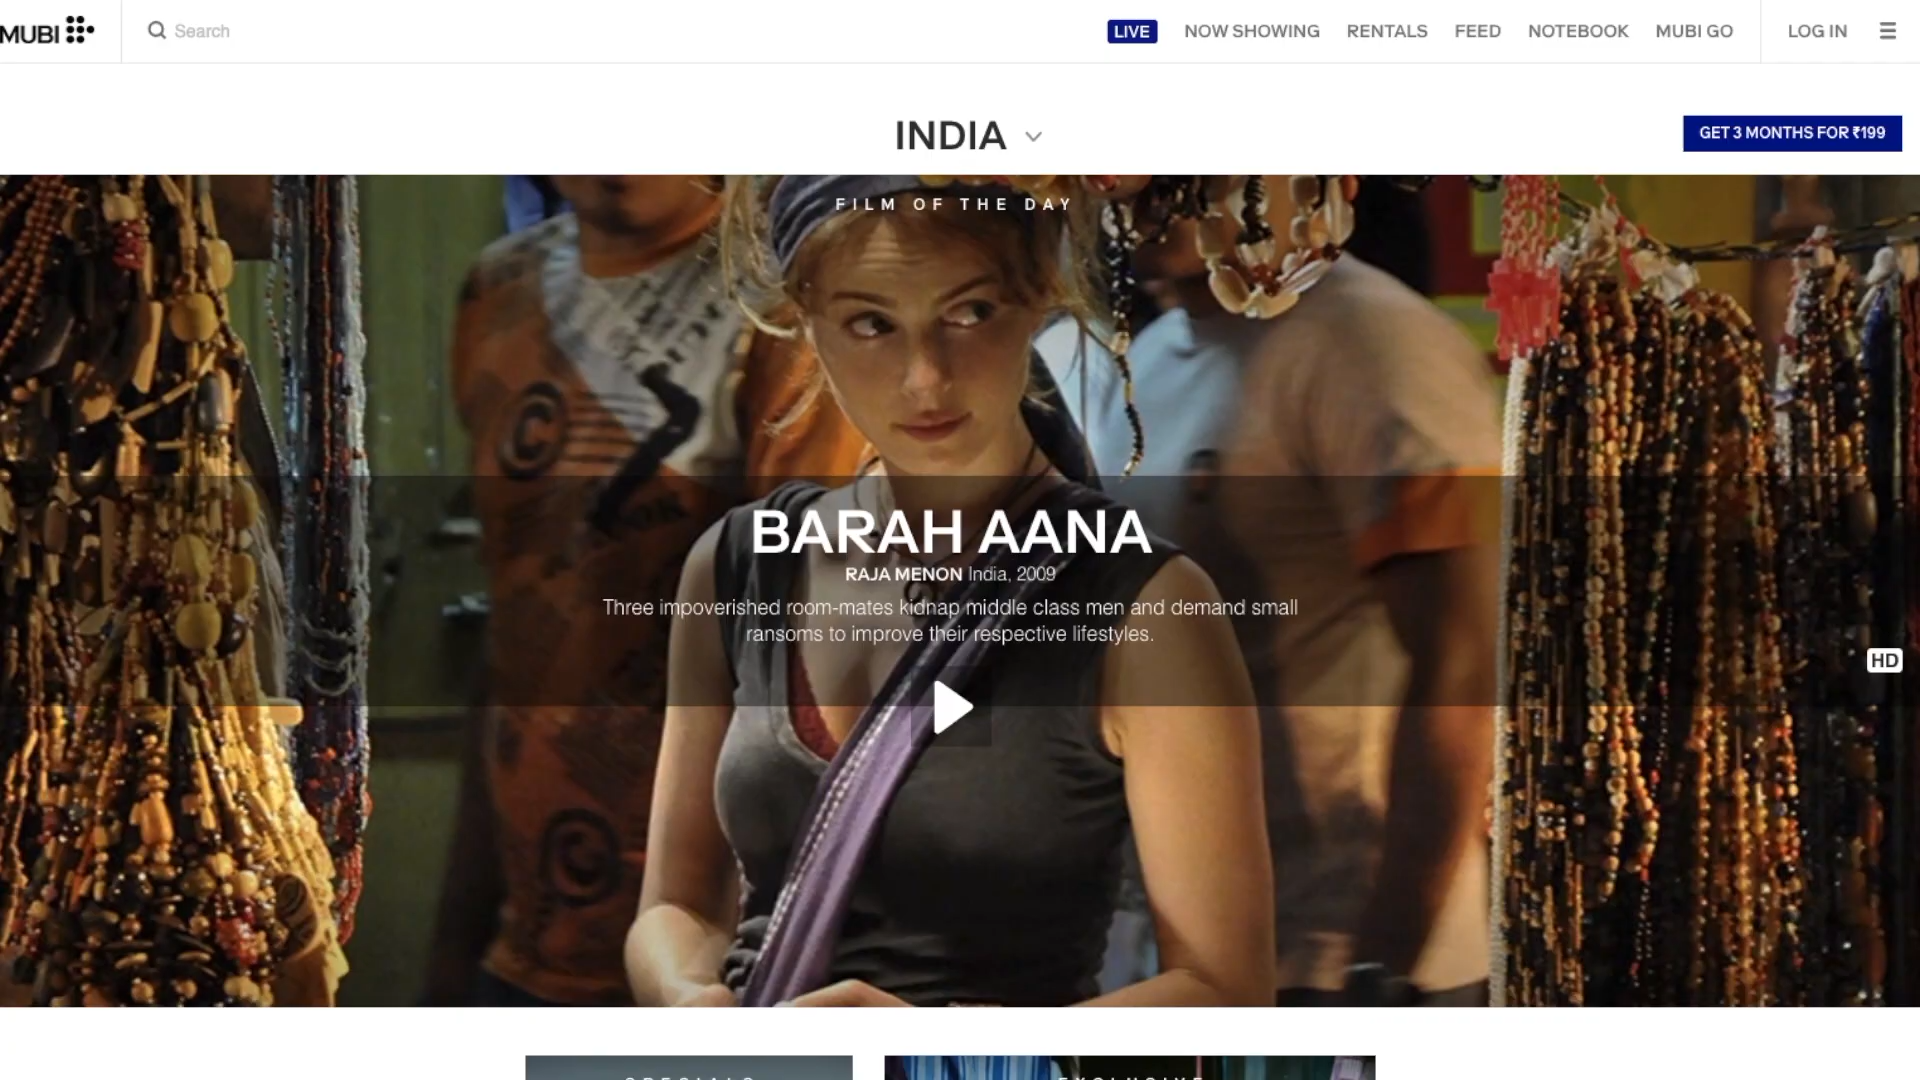 MUBI
Search
LIVE
NOW SHOWING
RENTALS
FEED
NOTEBOOK
MUBI GO
LOG IN
INDIA
GET 3 MONTHS FOR ₹199
FILM OF THE DAY
BARAH AANA
RAJA MENON India, 2009
Three impoverished room-mates kidnap middle class men and demand small
ransoms to improve their respective lifestyles.
HD
SPECIALS
EXCLUSIVE